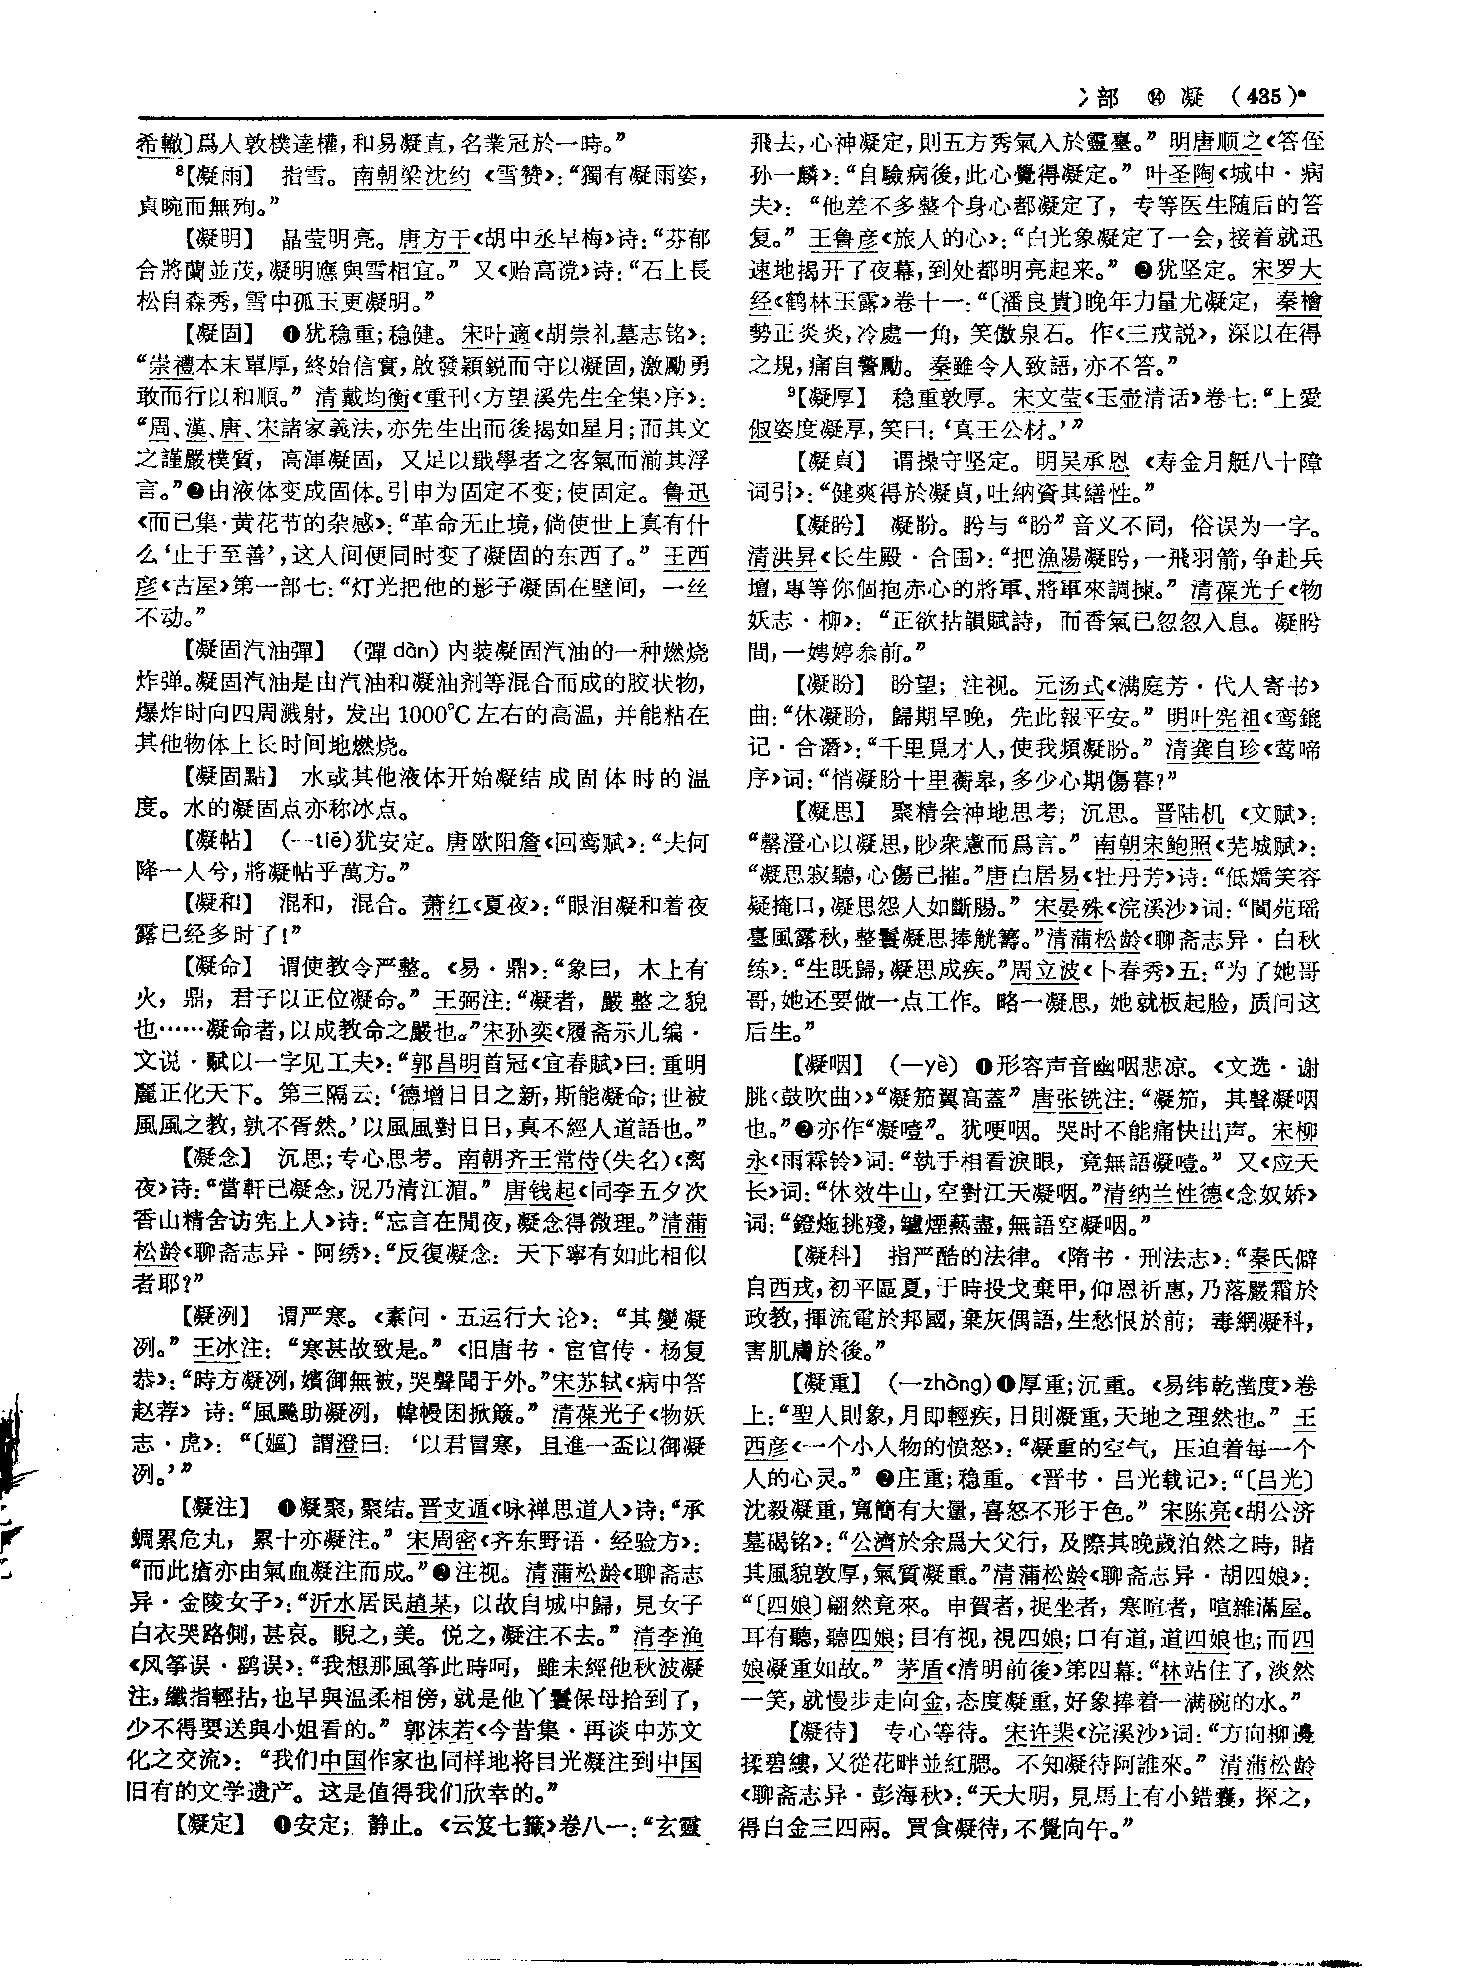 冫部 ⑭ 凝 (435)
希轍〕爲人敦樸達權，和易凝直，名業冠於一時。”
⁸【凝雨】 指雪。南朝梁沈约《雪赞》：“獨有凝雨姿，
貞晼而無殉。”
【凝明】 晶莹明亮。唐方干《胡中丞早梅》诗：“芬郁
合將蘭並茂，凝明應與雪相宜。”又《贻高谠》诗：“石上長
松自森秀，雪中孤玉更凝明。”
【凝固】 ❶犹稳重；稳健。宋叶適《胡崇礼墓志铭》：
“崇禮本末單厚，終始信實，啟發穎鋭而守以凝固，激勵勇
敢而行以和順。”清戴均衡《重刊〈方望溪先生全集〉序》：
“周、漢、唐、宋諸家義法，亦先生出而後揭如星月；而其文
之謹嚴樸質，高渾凝固，又足以戢學者之客氣而湔其浮
言。”❷由液体变成固体。引申为固定不变；使固定。鲁迅
《而已集·黄花节的杂感》：“革命无止境，倘使世上真有什
么‘止于至善’，这人间便同时变了凝固的东西了。”王西
彦《古屋》第一部七：“灯光把他的影子凝固在壁间，一丝
不动。”
【凝固汽油彈】 (彈dàn)内装凝固汽油的一种燃烧
炸弹。凝固汽油是由汽油和凝油剂等混合而成的胶状物，
爆炸时向四周溅射，发出1000℃左右的高温，并能粘在
其他物体上长时间地燃烧。
【凝固點】 水或其他液体开始凝结成固体时的温
度。水的凝固点亦称冰点。
【凝帖】 (—tiē)犹安定。唐欧阳詹《回鸾赋》：“夫何
降一人兮，將凝帖乎萬方。”
【凝和】 混和，混合。萧红《夏夜》：“眼泪凝和着夜
露已经多时了！”
【凝命】 谓使教令严整。《易·鼎》：“象曰，木上有
火，鼎，君子以正位凝命。”王弼注：“凝者，嚴整之貌
也……凝命者，以成教命之嚴也。”宋孙奕《履斋示儿编·
文说·赋以一字见工夫》：“郭昌明首冠《宜春賦》曰：重明
麗正化天下。第三隔云：‘德增日日之新，斯能凝命；世被
風風之教，孰不胥然。’以風風對日日，真不經人道語也。”
【凝念】 沉思；专心思考。南朝齐王常侍(失名)《离
夜》诗：“當軒已凝念，況乃清江湄。”唐钱起《同李五夕次
香山精舍访宪上人》诗：“忘言在閒夜，凝念得微理。”清蒲
松龄《聊斋志异·阿绣》：“反復凝念：天下寧有如此相似
者耶？”
【凝冽】 谓严寒。《素问·五运行大论》：“其變凝
冽。”王冰注：“寒甚故致是。”《旧唐书·宦官传·杨复
恭》：“時方凝冽，嬪御無被，哭聲聞于外。”宋苏轼《病中答
赵荐》诗：“風飈助凝冽，幃幔困掀簸。”清葆光子《物妖
志·虎》：“〔嫗〕謂澄曰：‘以君冒寒，且進一盃以御凝
冽。’”
【凝注】 ❶凝聚，聚结。晋支遁《咏禅思道人》诗：“承
蜩累危丸，累十亦凝注。”宋周密《齐东野语·经验方》：
“而此瘡亦由氣血凝注而成。”❷注视。清蒲松龄《聊斋志
异·金陵女子》：“沂水居民趙某，以故自城中歸，見女子
白衣哭路側，甚哀。睨之，美。悦之，凝注不去。”清李渔
《风筝误·鹞误》：“我想那風筝此時呵，雖未經他秋波凝
注，纖指輕拈，也早與温柔相傍，就是他丫鬟保母拾到了，
少不得要送與小姐看的。”郭沫若《今昔集·再谈中苏文
化之交流》：“我们中国作家也同样地将目光凝注到中国
旧有的文学遗产。这是值得我们欣幸的。”
【凝定】 ❶安定；静止。《云笈七籤》卷八一：“玄靈
飛去，心神凝定，則五方秀氣入於靈臺。”明唐顺之《答侄
孙一麟》：“自驗病後，此心覺得凝定。”叶圣陶《城中·病
夫》：“他差不多整个身心都凝定了，专等医生随后的答
复。”王鲁彦《旅人的心》：“白光象凝定了一会，接着就迅
速地揭开了夜幕，到处都明亮起来。”❷犹坚定。宋罗大
经《鹤林玉露》卷十一：“〔潘良貴〕晚年力量尤凝定，秦檜
勢正炎炎，冷處一角，笑傲泉石。作《三戎説》，深以在得
之規，痛自警勵。秦雖令人致語，亦不答。”
⁹【凝厚】 稳重敦厚。宋文莹《玉壶清话》卷七：“上愛
俶姿度凝厚，笑曰：‘真王公材。’”
【凝貞】 谓操守坚定。明吴承恩《寿金月艇八十障
词引》：“健爽得於凝貞，吐納資其繕性。”
【凝盻】 凝盼。盻与“盼”音义不同，俗误为一字。
清洪昇《长生殿·合围》：“把漁陽凝盻，一飛羽箭，争赴兵
壇，專等你個抱赤心的將軍、將軍來調揀。”清葆光子《物
妖志·柳》：“正欲拈韻賦詩，而香氣已忽忽入息。凝盻
間，一娉婷叅前。”
【凝盼】 盼望；注视。元汤式《满庭芳·代人寄书》
曲：“休凝盼，歸期早晚，先此報平安。”明叶宪祖《鸾鎞
记·合谮》：“千里覓才人，使我頻凝盼。”清龚自珍《莺啼
序》词：“悄凝盼十里蘅皋，多少心期傷暮？”
【凝思】 聚精会神地思考；沉思。晋陆机《文赋》：
“罄澄心以凝思，眇衆慮而爲言。”南朝宋鲍照《芜城赋》：
“凝思寂聽，心傷已摧。”唐白居易《牡丹芳》诗：“低嬌笑容
疑掩口，凝思怨人如斷腸。”宋晏殊《浣溪沙》词：“閬苑瑶
臺風露秋，整鬟凝思捧觥籌。”清蒲松龄《聊斋志异·白秋
练》：“生既歸，凝思成疾。”周立波《卜春秀》五：“为了她哥
哥，她还要做一点工作。略一凝思，她就板起脸，质问这
后生。”
【凝咽】 (—yè) ❶形容声音幽咽悲凉。《文选·谢
朓〈鼓吹曲〉》“凝笳翼高蓋”唐张铣注：“凝笳，其聲凝咽
也。”❷亦作“凝噎”。犹哽咽。哭时不能痛快出声。宋柳
永《雨霖铃》词：“執手相看淚眼，竟無語凝噎。”又《应天
长》词：“休效牛山，空對江天凝咽。”清纳兰性德《念奴娇》
词：“鐙炧挑殘，鑪煙爇盡，無語空凝咽。”
【凝科】 指严酷的法律。《隋书·刑法志》：“秦氏僻
自西戎，初平區夏，于時投戈棄甲，仰恩祈惠，乃落嚴霜於
政教，揮流電於邦國，棄灰偶語，生愁恨於前；毒網凝科，
害肌膚於後。”
【凝重】 (—zhòng)❶厚重；沉重。《易纬乾凿度》卷
上：“聖人則象，月即輕疾，日則凝重，天地之理然也。”王
西彦《一个小人物的愤怒》：“凝重的空气，压迫着每一个
人的心灵。”❷庄重；稳重。《晋书·吕光载记》：“〔吕光〕
沈毅凝重，寬簡有大量，喜怒不形于色。”宋陈亮《胡公济
墓碣铭》：“公濟於余爲大父行，及際其晚歲泊然之時，睹
其風貌敦厚，氣質凝重。”清蒲松龄《聊斋志异·胡四娘》：
“〔四娘〕翩然竟來。申賀者，捉坐者，寒暄者，喧雜滿屋。
耳有聽，聽四娘；目有视，視四娘；口有道，道四娘也；而四
娘凝重如故。”茅盾《清明前後》第四幕：“林站住了，淡然
一笑，就慢步走向金，态度凝重，好象捧着一满碗的水。”
【凝待】 专心等待。宋许棐《浣溪沙》词：“方向柳邊
揉碧縷，又從花畔並紅腮。不知凝待阿誰來。”清蒲松龄
《聊斋志异·彭海秋》：“天大明，見馬上有小錯囊，探之，
得白金三四兩。買食凝待，不覺向午。”